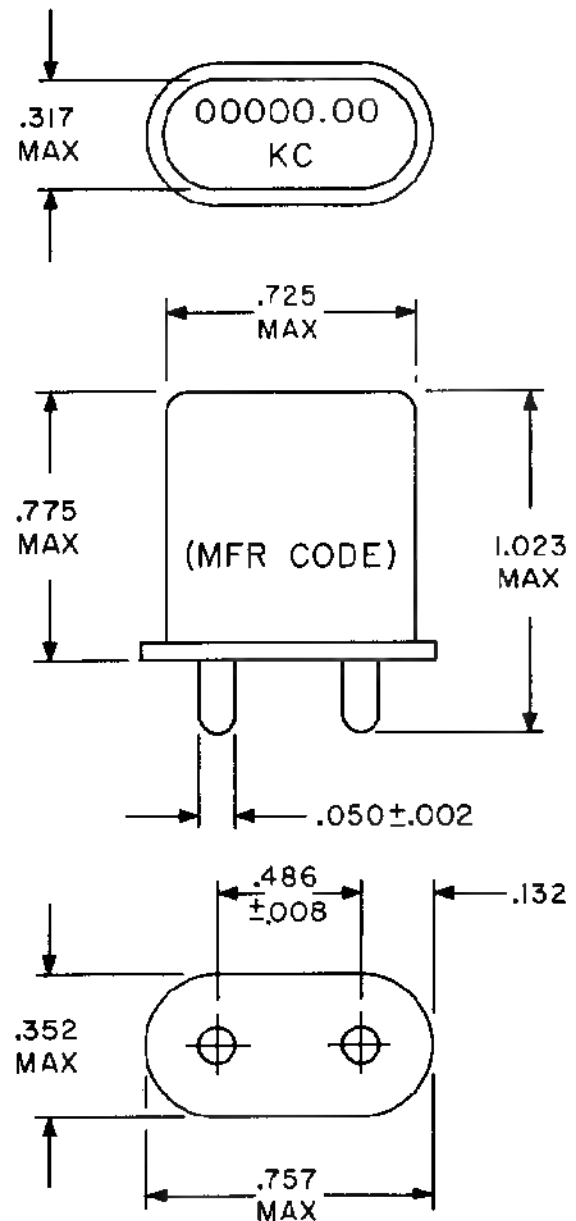 00000.00
KC
.317
MAX
.725
MAX
.775
MAX
(MFR CODE)
1.023
MAX
.050±.002
.486
±.008
.132
.352
MAX
.757
MAX